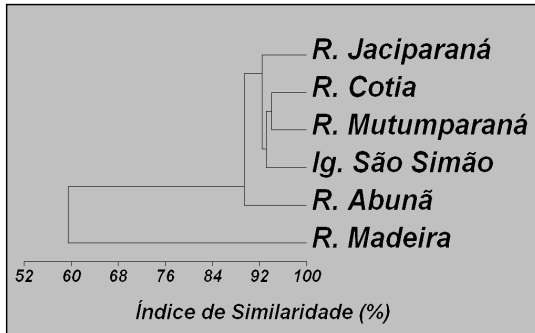 R. Jaciparaná
R. Cotia
R. Mutumparaná
Ig. São Simão
R. Abunã
R. Madeira
52 60 68 76 84 92 100
Índice de Similaridade (%)